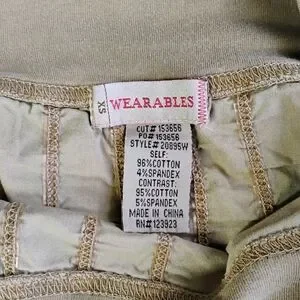 XS
WEARABLES
CUT# 153656
PO# 153656
STYLE# 20895W
SELF:
96%COTTON
4%SPANDEX
CONTRAST:
95%COTTON
5%SPANDEX
MADE IN CHINA
RN# 123923